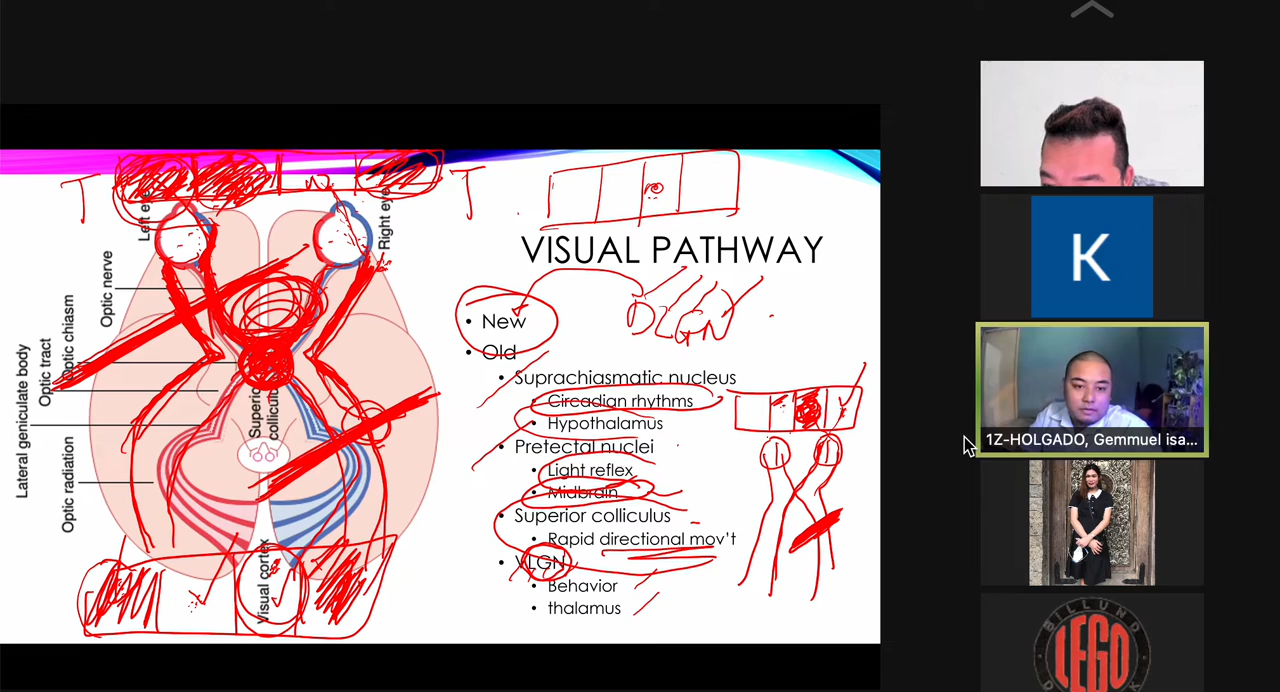 T
T
N
Left eye
Right eye
Optic nerve
Optic chiasm
Optic tract
Lateral geniculate body
Superior
colliculus
Optic radiation
Visual cortex
VISUAL PATHWAY
DLGN
• New
• Old
• Suprachiasmatic nucleus
• Circadian rhythms
• Hypothalamus
• Pretectal nuclei
• Light reflex
• Midbrain
• Superior colliculus
• Rapid directional mov't
• VLGN
• Behavior
• thalamus
K
1Z-HOLGADO, Gemmuel isa...
BILLUND
LEGO